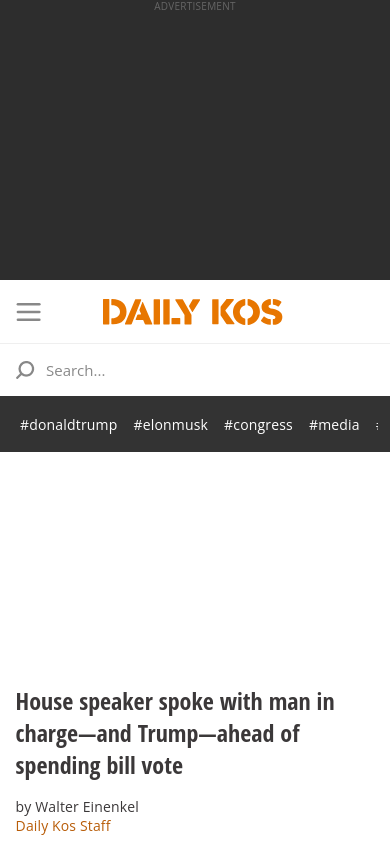 ADVERTISEMENT
DAILY KOS
Search...
#donaldtrump #elonmusk #congress #media
House speaker spoke with man in
charge—and Trump—ahead of
spending bill vote
by Walter Einenkel
Daily Kos Staff